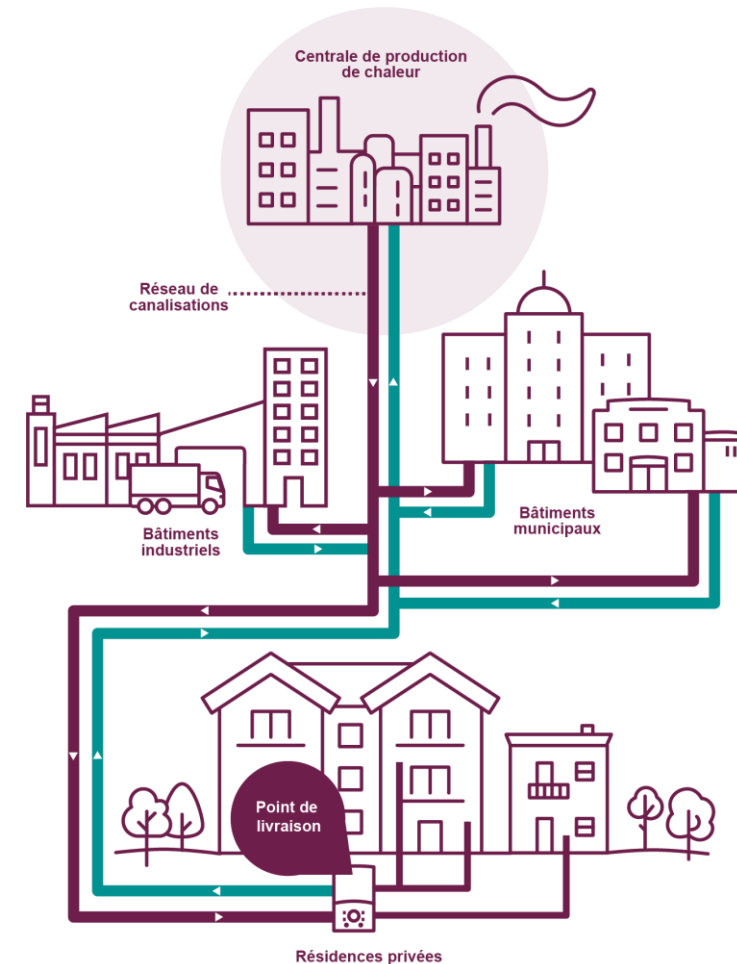 Centrale de production
de chaleur
Réseau de
canalisations
Bâtiments
industriels
Bâtiments
municipaux
Point de
livraison
Résidences privées